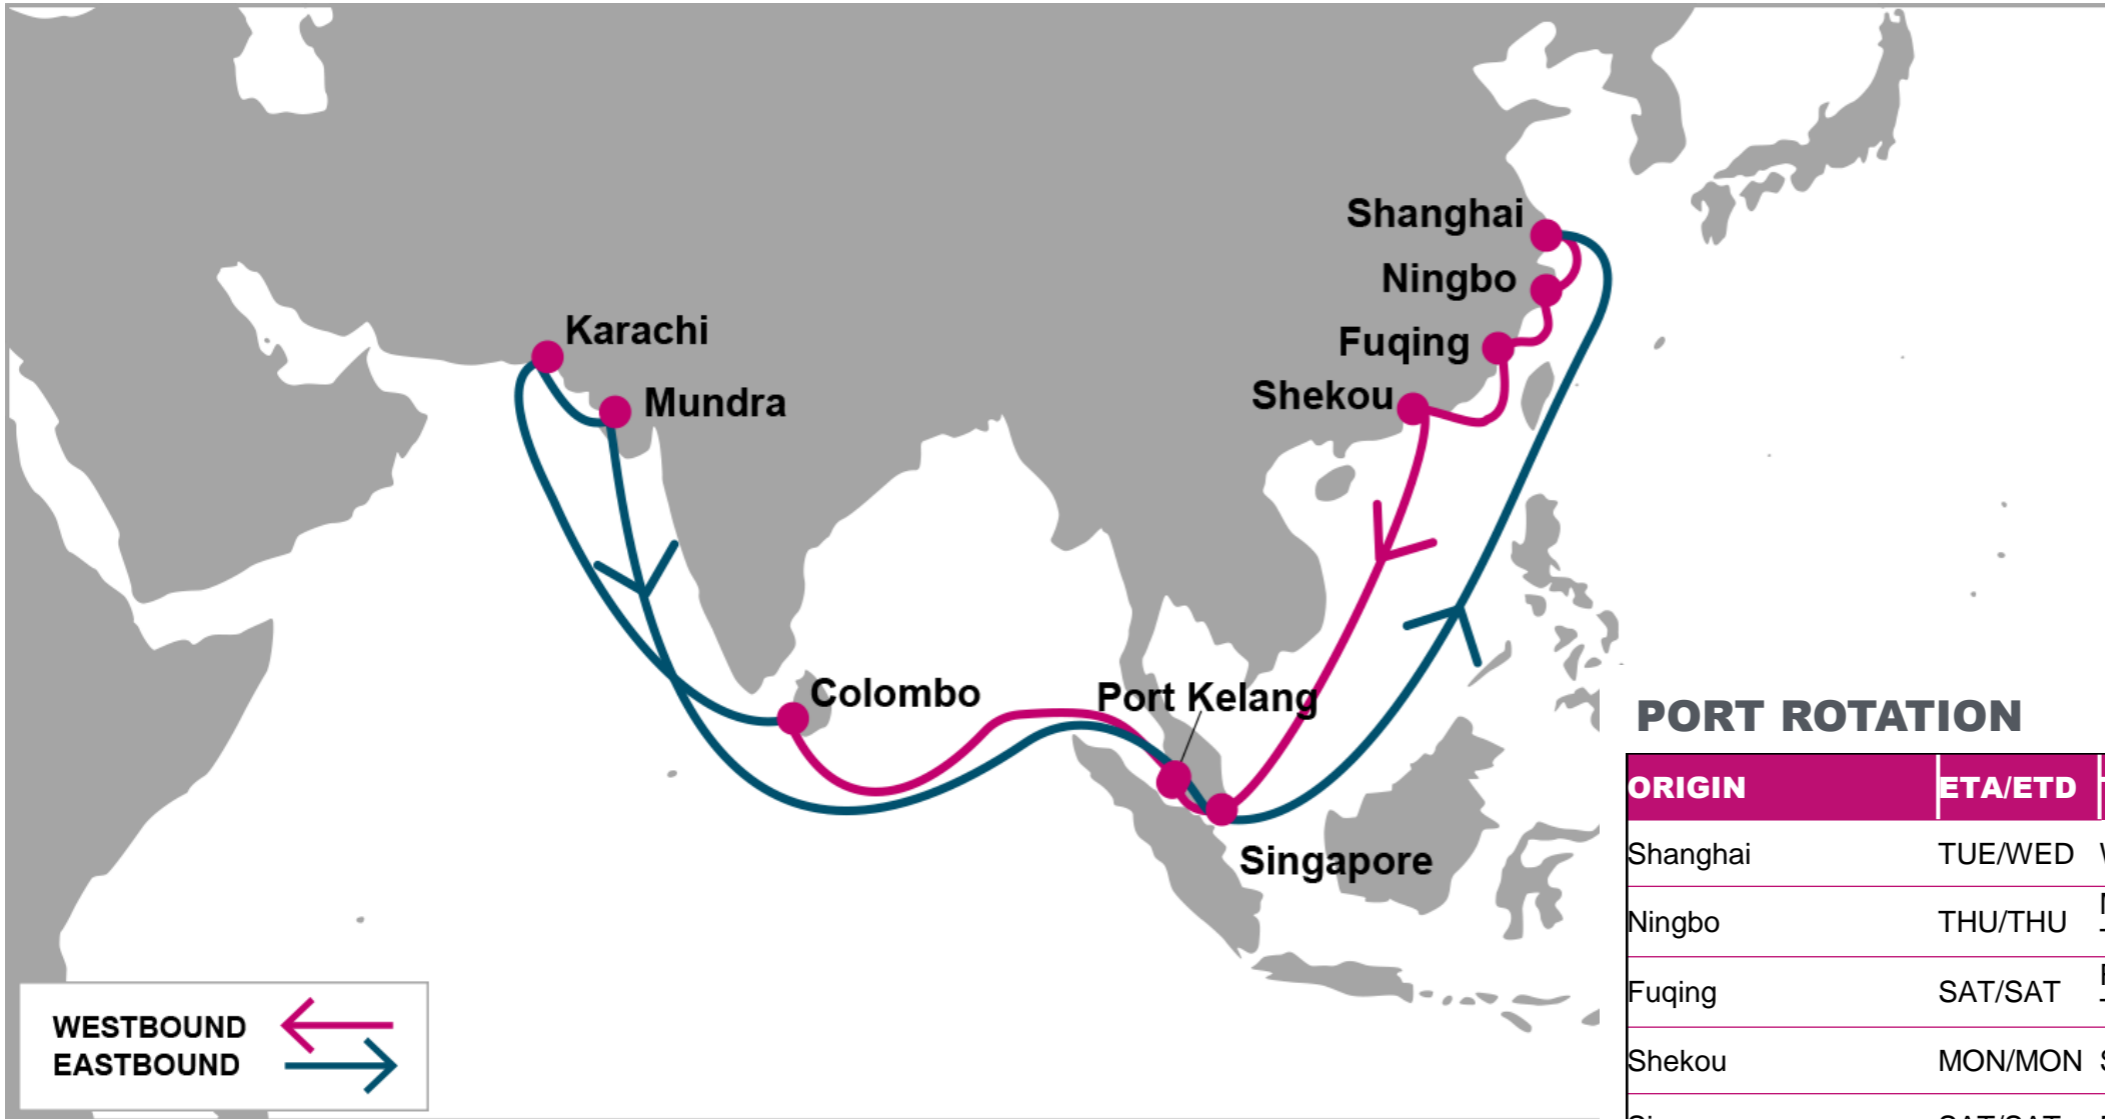 Shanghai
Ningbo
Karachi
Fuqing
Mundra
Shekou
Colombo
Port Kelang
Singapore
WESTBOUND
EASTBOUND
PORT ROTATION
ORIGIN ETA/ETD
Shanghai TUE/WED
Ningbo THU/THU
Fuqing SAT/SAT
Shekou MON/MON